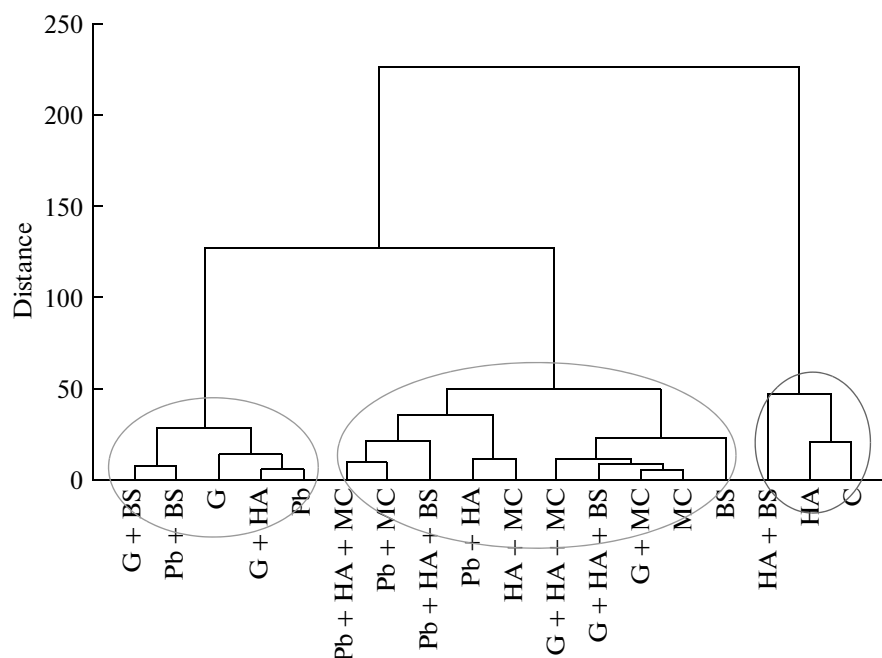 250
200
150
100
50
0
Distance
G + BS
Pb + BS
G
G + HA
Pb
Pb + HA + MC
Pb + MC
Pb + HA + BS
Pb + HA
HA + MC
G + HA + MC
G + HA + BS
G + MC
MC
BS
HA + BS
HA
C